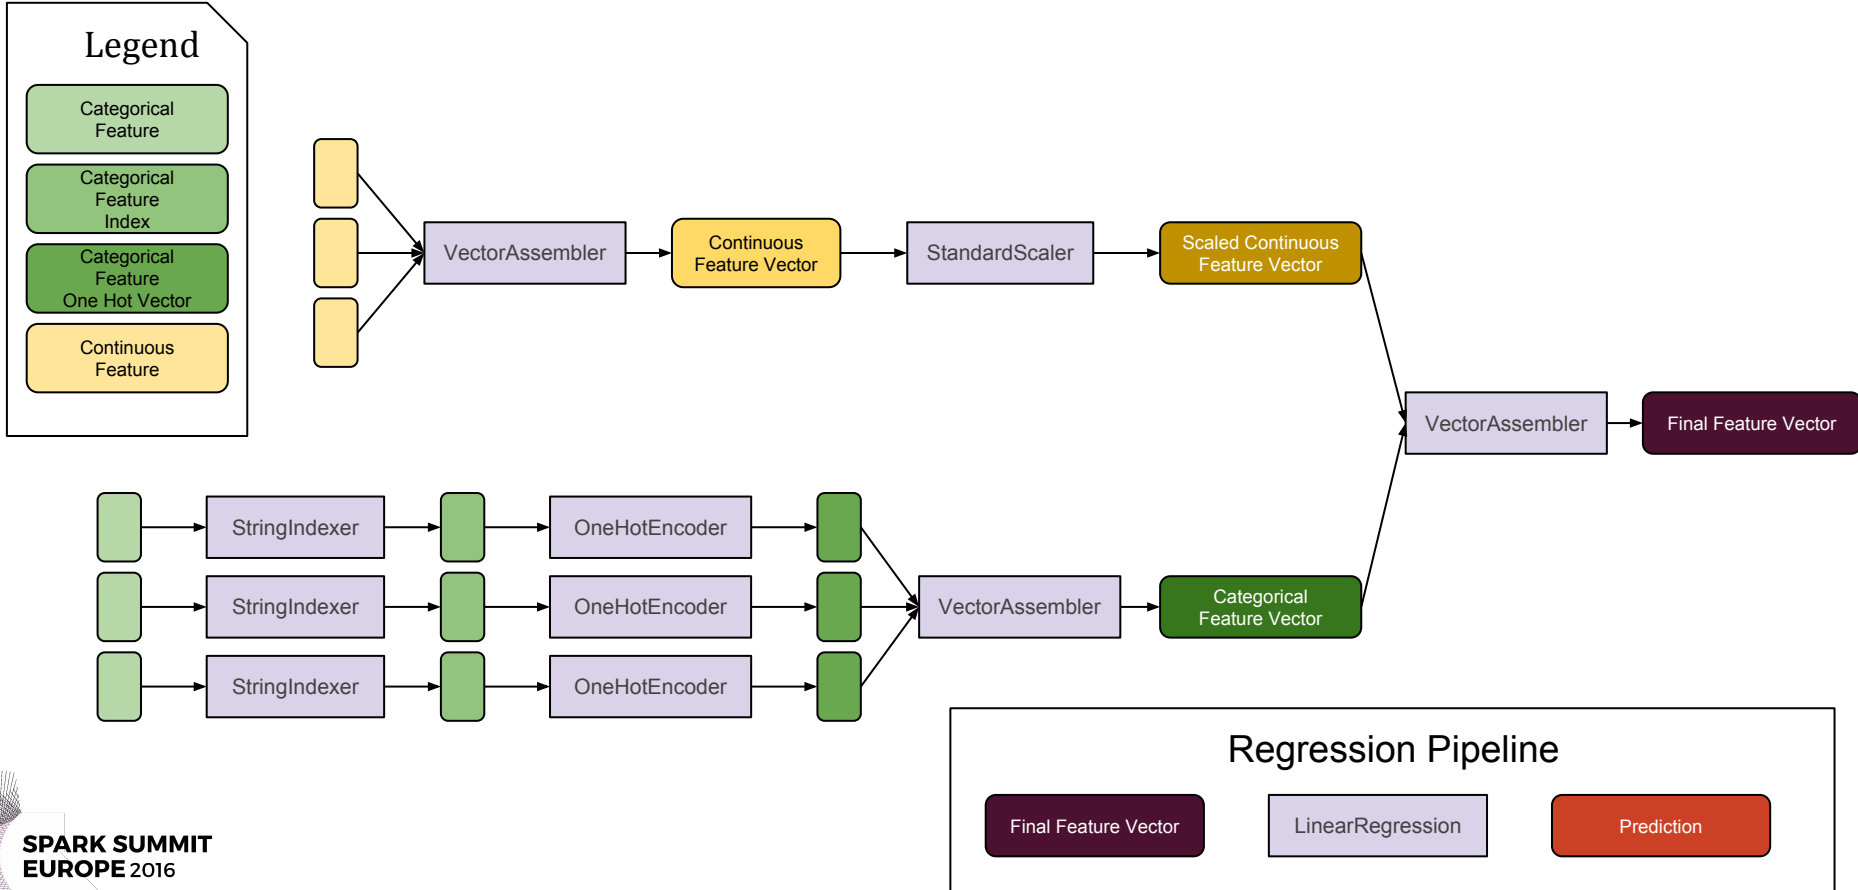 Legend
Categorical
Feature
Categorical
Feature
Index
Categorical
Feature
One Hot Vector
Continuous
Feature
VectorAssembler
Continuous
Feature Vector
StandardScaler
Scaled Continuous
Feature Vector
VectorAssembler
Final Feature Vector
StringIndexer
OneHotEncoder
StringIndexer
OneHotEncoder
StringIndexer
OneHotEncoder
VectorAssembler
Categorical
Feature Vector
Regression Pipeline
Final Feature Vector
LinearRegression
Prediction
SPARK SUMMIT
EUROPE 2016